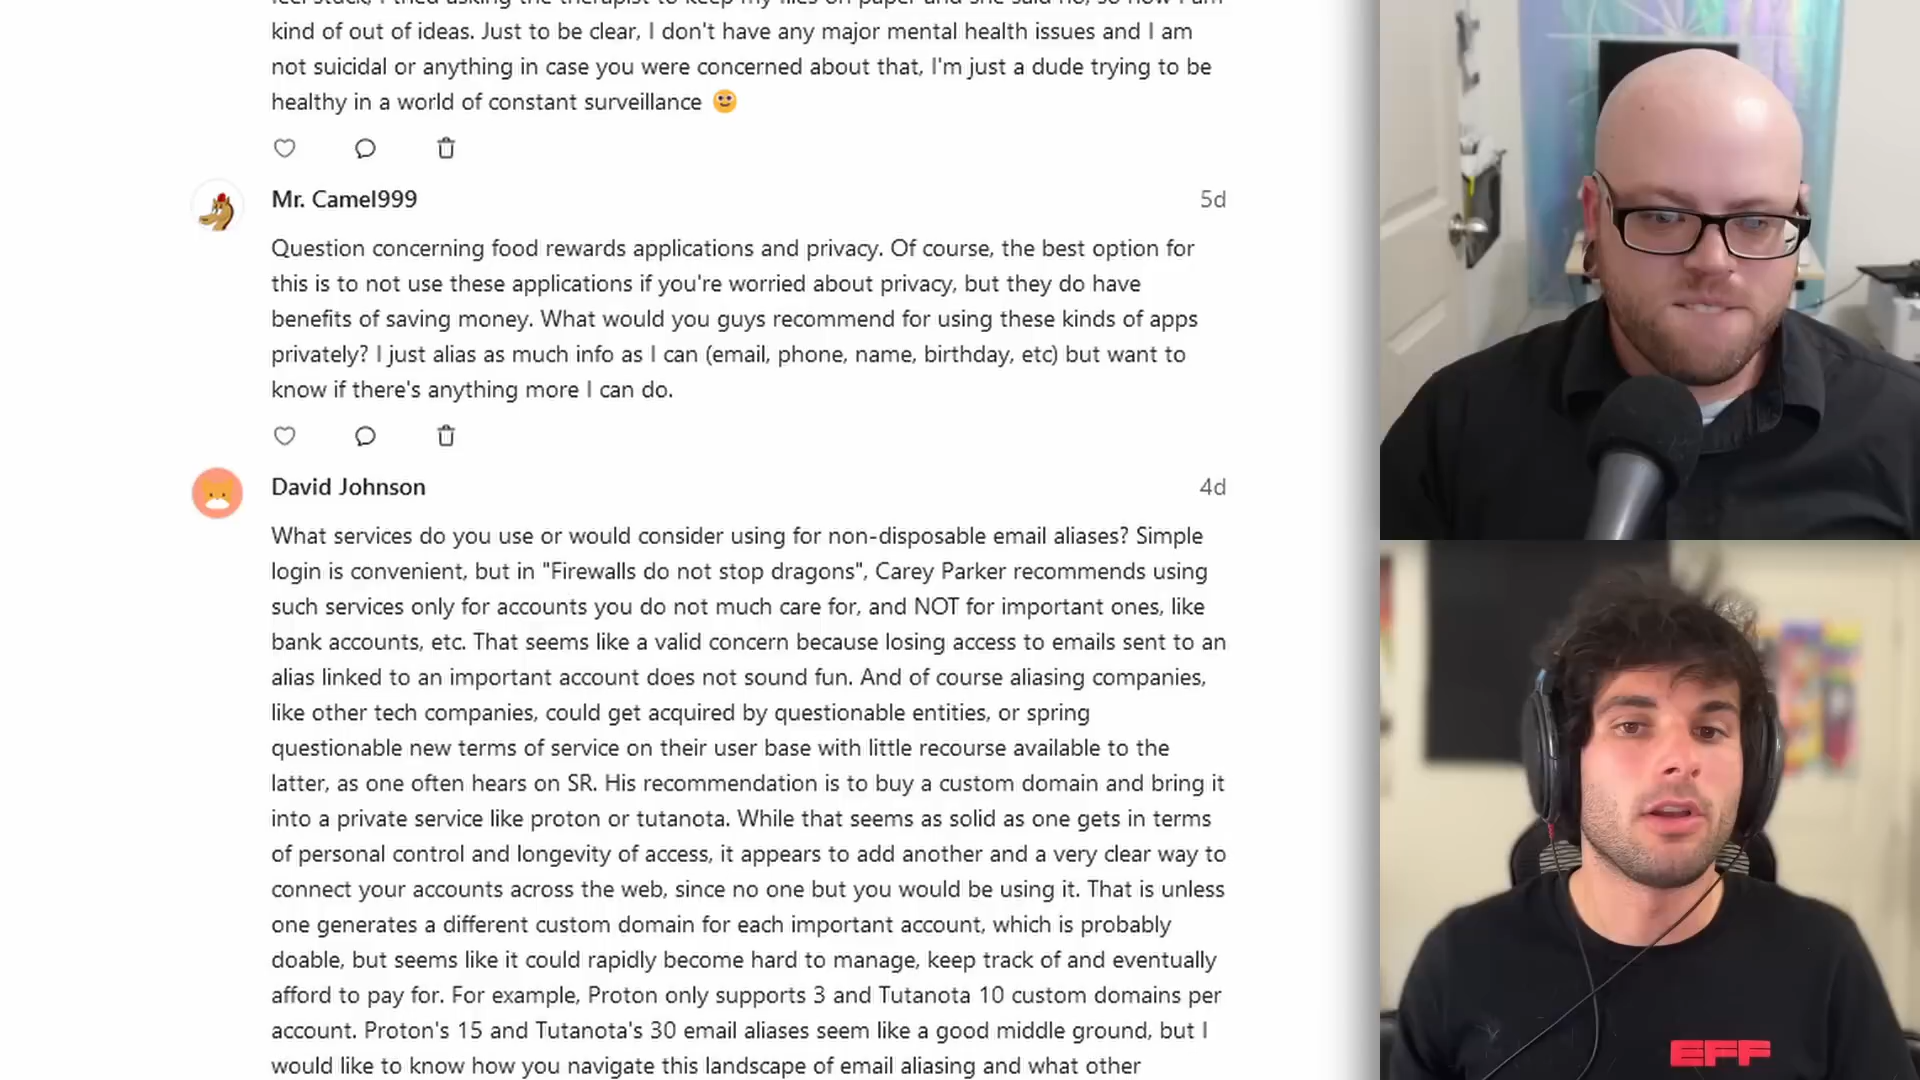 kind of out of ideas. Just to be clear, I don't have any major mental health issues and I am
not suicidal or anything in case you were concerned about that, I'm just a dude trying to be
healthy in a world of constant surveillance
Mr. Camel999
5d
Question concerning food rewards applications and privacy. Of course, the best option for
this is to not use these applications if you're worried about privacy, but they do have
benefits of saving money. What would you guys recommend for using these kinds of apps
privately? I just alias as much info as I can (email, phone, name, birthday, etc) but want to
know if there's anything more I can do.
David Johnson
4d
What services do you use or would consider using for non-disposable email aliases? Simple
login is convenient, but in "Firewalls do not stop dragons", Carey Parker recommends using
such services only for accounts you do not much care for, and NOT for important ones, like
bank accounts, etc. That seems like a valid concern because losing access to emails sent to an
alias linked to an important account does not sound fun. And of course aliasing companies,
like other tech companies, could get acquired by questionable entities, or spring
questionable new terms of service on their user base with little recourse available to the
latter, as one often hears on SR. His recommendation is to buy a custom domain and bring it
into a private service like proton or tutanota. While that seems as solid as one gets in terms
of personal control and longevity of access, it appears to add another and a very clear way to
connect your accounts across the web, since no one but you would be using it. That is unless
one generates a different custom domain for each important account, which is probably
doable, but seems like it could rapidly become hard to manage, keep track of and eventually
afford to pay for. For example, Proton only supports 3 and Tutanota 10 custom domains per
account. Proton's 15 and Tutanota's 30 email aliases seem like a good middle ground, but I
would like to know how you navigate this landscape of email aliasing and what other
EFF